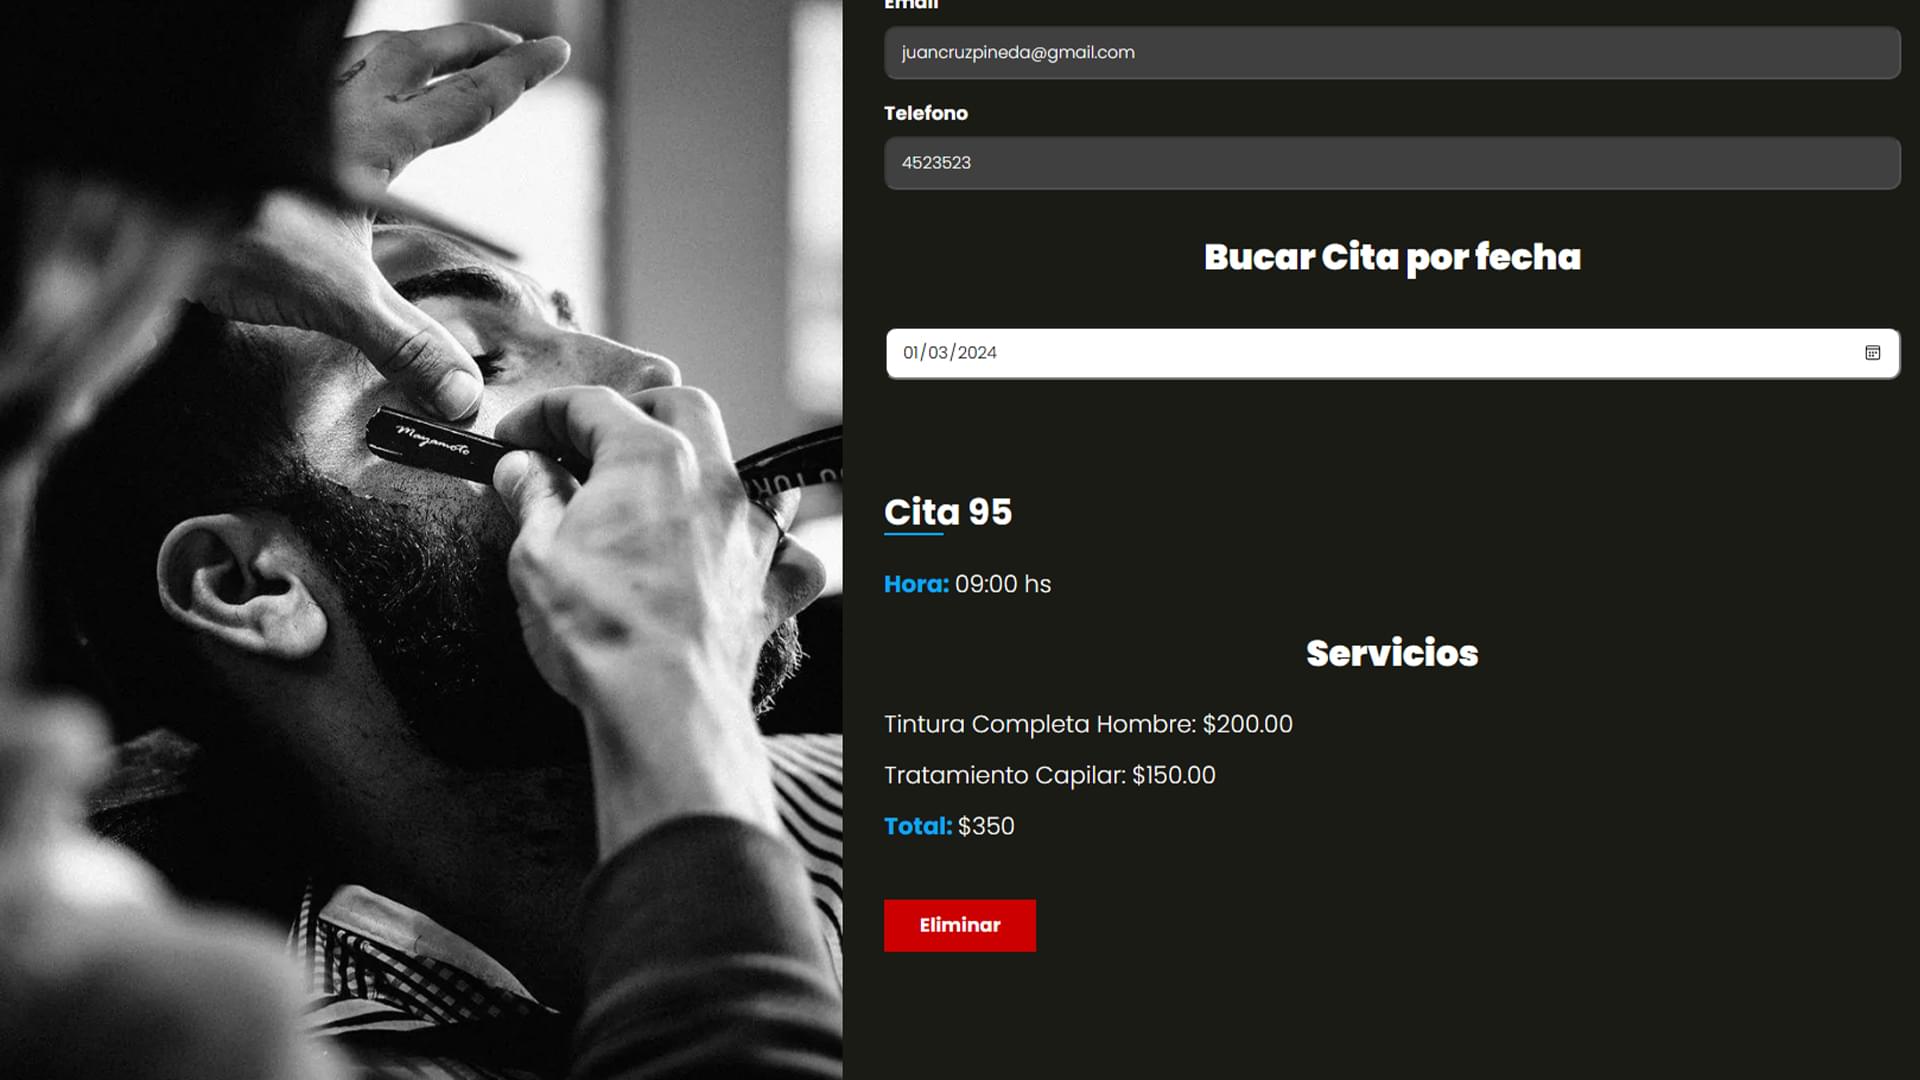 Email
juancruzpineda@gmail.com
Telefono
4523523
Bucar Cita por fecha
01/03/2024
Cita 95
Hora: 09:00 hs
Servicios
Tintura Completa Hombre: $200.00
Tratamiento Capilar: $150.00
Total: $350
Eliminar
Mayamoto